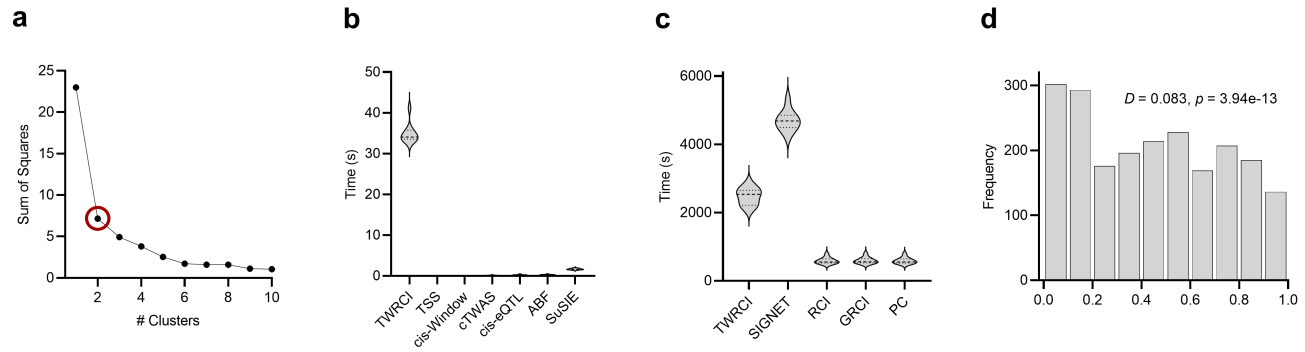 a
25
20
15
10
5
0
Sum of Squares
2 4 6 8 10
# Clusters
b
50
40
30
20
10
0
Time (s)
TWRCI
TSS
cis-Window
cTWAS
cis-eQTL
ABF
SuSIE
c
6000
4000
2000
0
Time (s)
TWRCI
SIGNET
RCI
GRCI
PC
d
D = 0.083, p = 3.94e-13
300
200
100
0
Frequency
0.0 0.2 0.4 0.6 0.8 1.0